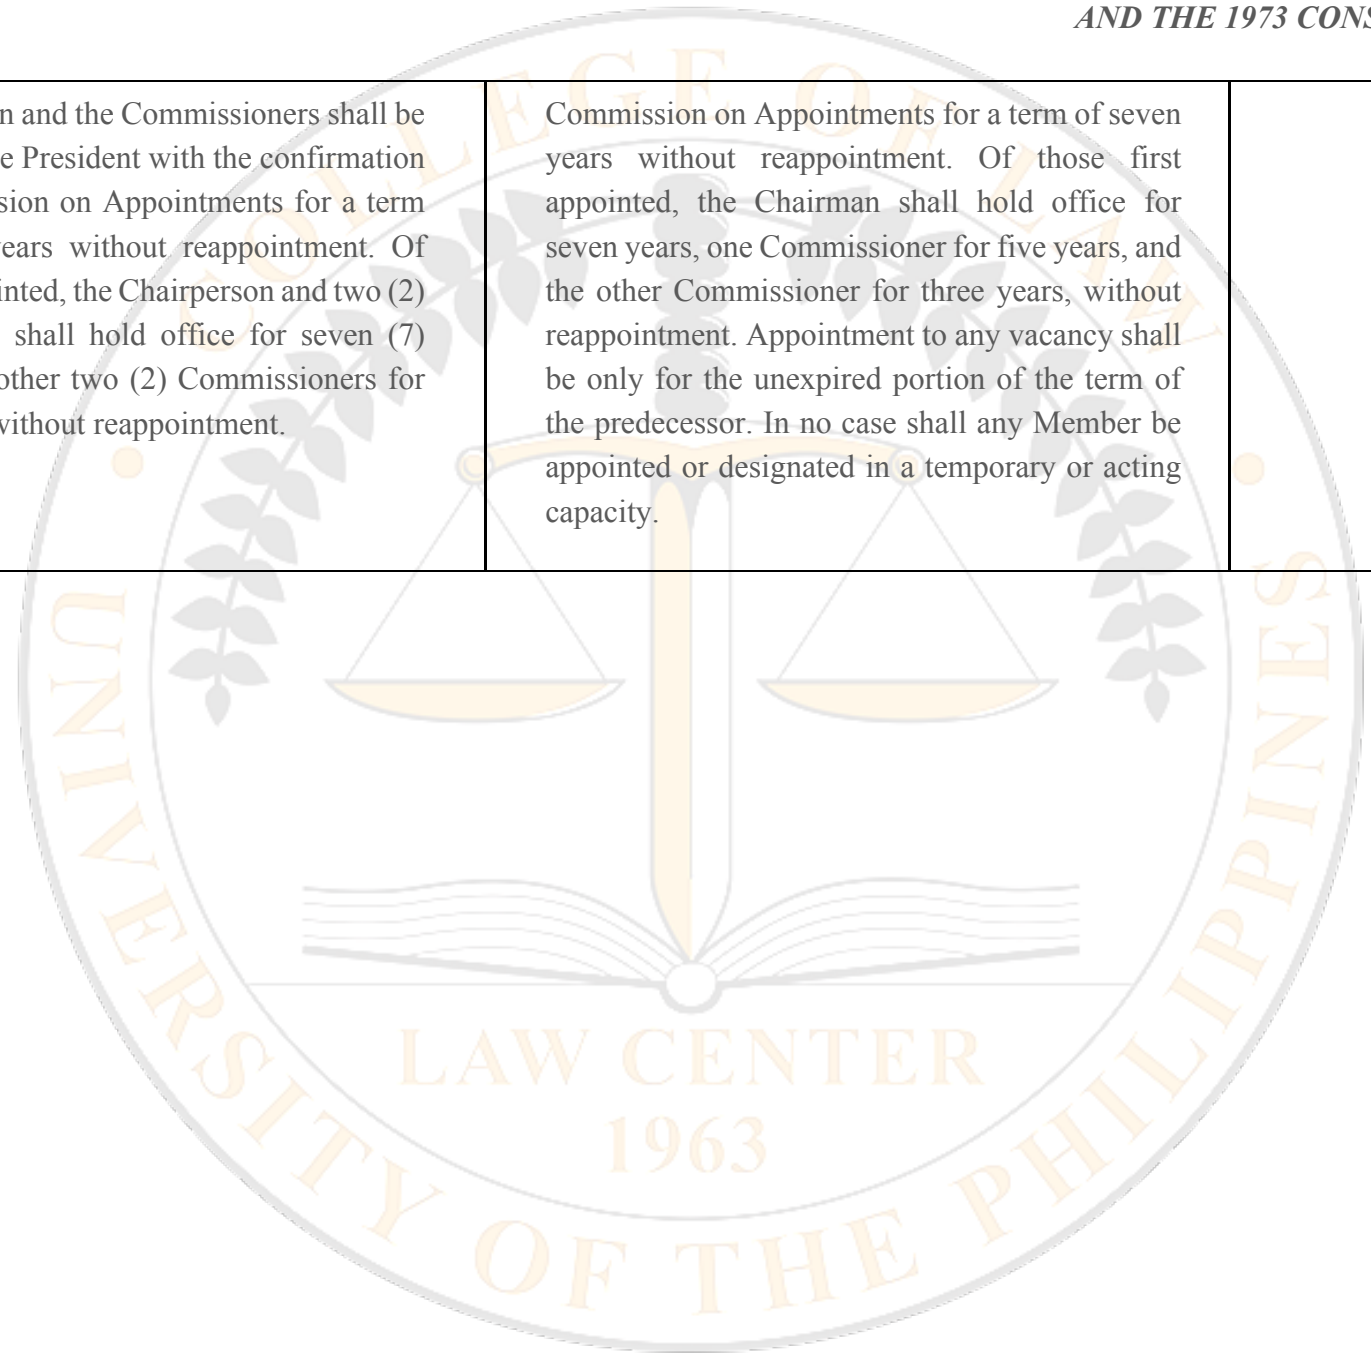 AND THE 1973 CONS
n and the Commissioners shall be
e President with the confirmation
sion on Appointments for a term
ears without reappointment. Of
inted, the Chairperson and two (2)
shall hold office for seven (7)
other two (2) Commissioners for
without reappointment.
Commission on Appointments for a term of seven
years without reappointment. Of those first
appointed, the Chairman shall hold office for
seven years, one Commissioner for five years, and
the other Commissioner for three years, without
reappointment. Appointment to any vacancy shall
be only for the unexpired portion of the term of
the predecessor. In no case shall any Member be
appointed or designated in a temporary or acting
capacity.
COLLEGE OF LAW
UNIVERSITY OF THE PHILIPPINES
LAW CENTER
1963